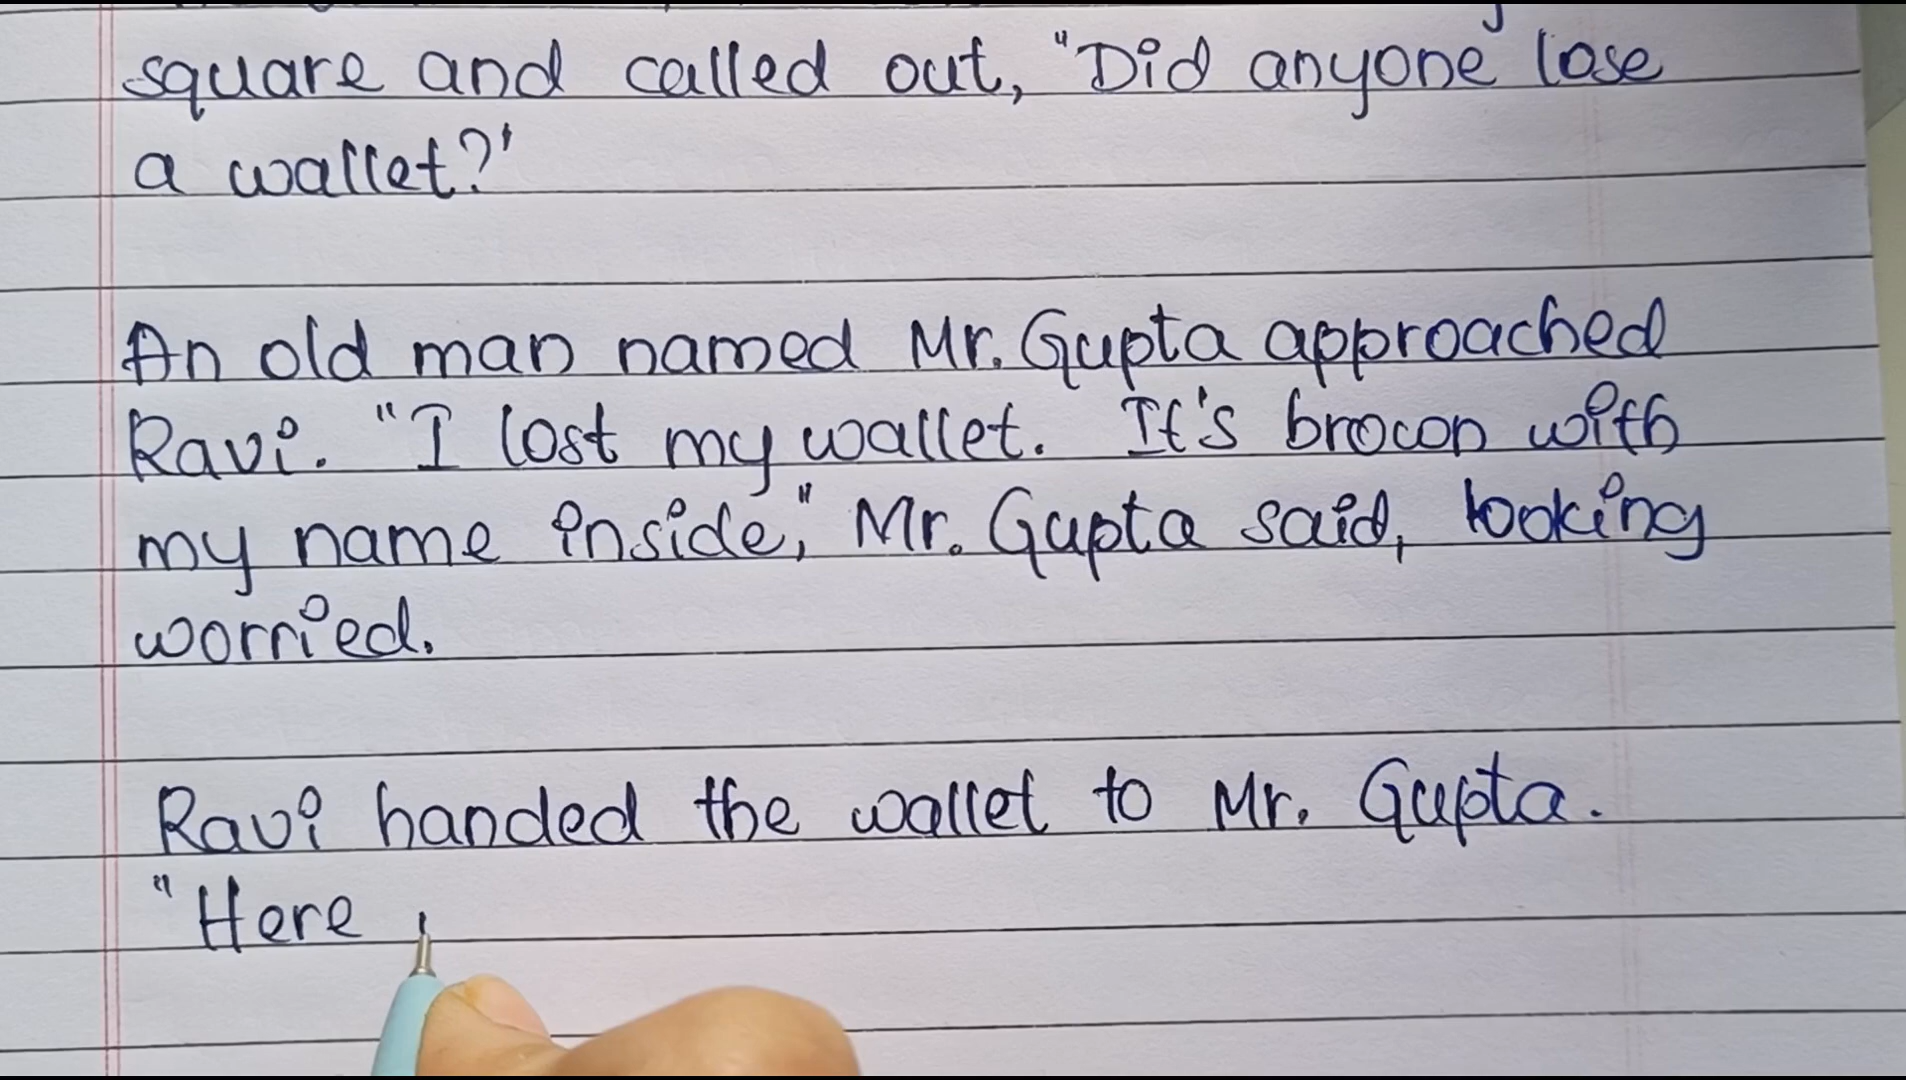 square and called out, "Did anyone lose
a wallet?'
An old man named Mr. Gupta approached
Ravi. "I lost my wallet. It's brocon with
my name inside," Mr. Gupta said, looking
worried.
Ravi handed the wallet to Mr. Gupta.
"Here